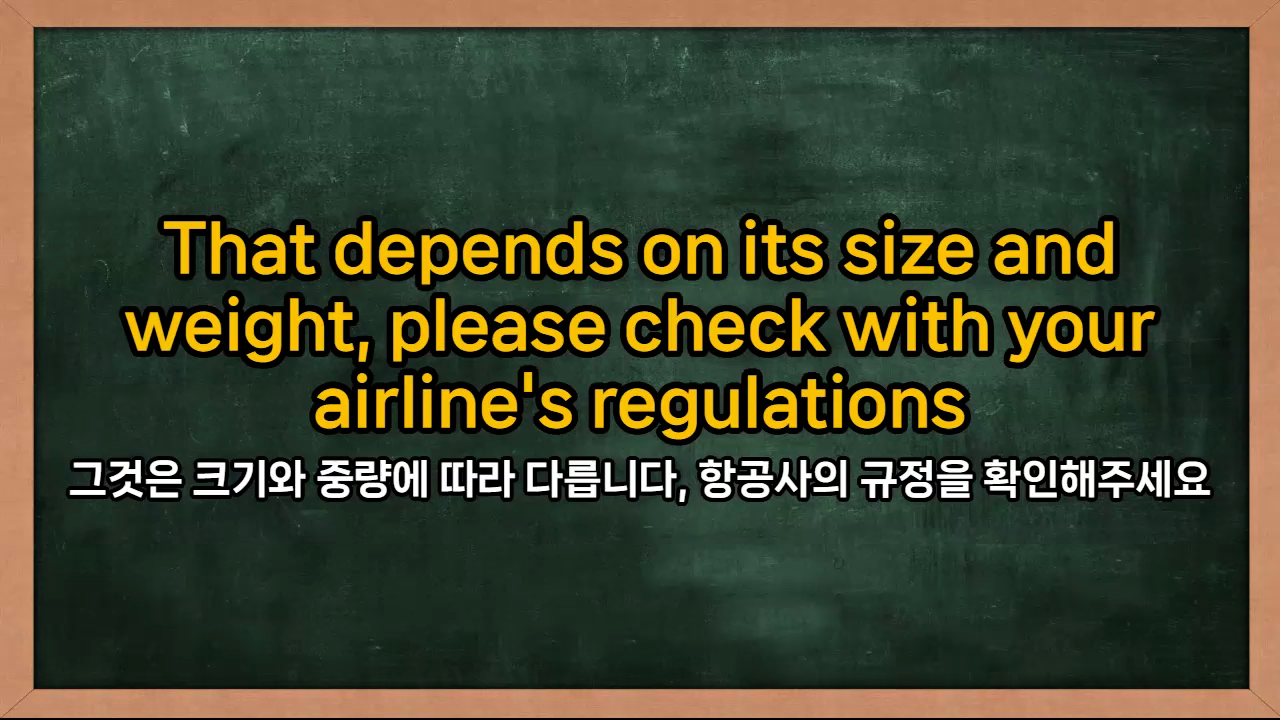 That depends on its size and
weight, please check with your
airline's regulations
그것은 크기와 중량에 따라 다릅니다, 항공사의 규정을 확인해주세요